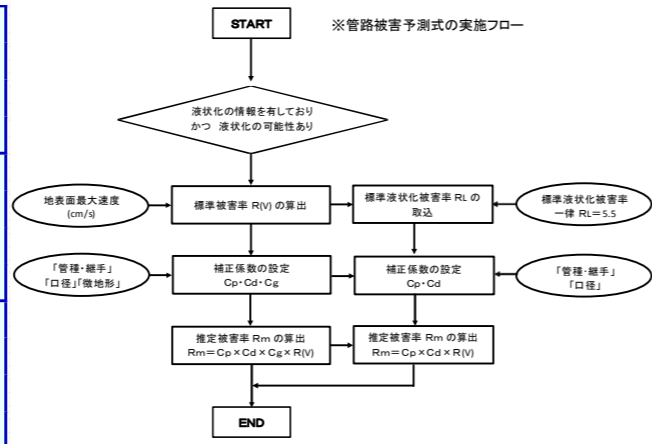 START
※管路被害予測式の実施フロー
液状化の情報を有しており
かつ 液状化の可能性あり
地表面最大速度
(cm/s)
標準被害率 R(V) の算出
標準液状化被害率 RL の
取込
標準液状化被害率
一律 RL=5.5
「管種・継手」
「口径」「微地形」
補正係数の設定
Cp・Cd・Cg
補正係数の設定
Cp・Cd
「管種・継手」
「口径」
推定被害率 Rm の算出
Rm=Cp×Cd×Cg×R(V)
推定被害率 Rm の算出
Rm=Cp×Cd×R(V)
END